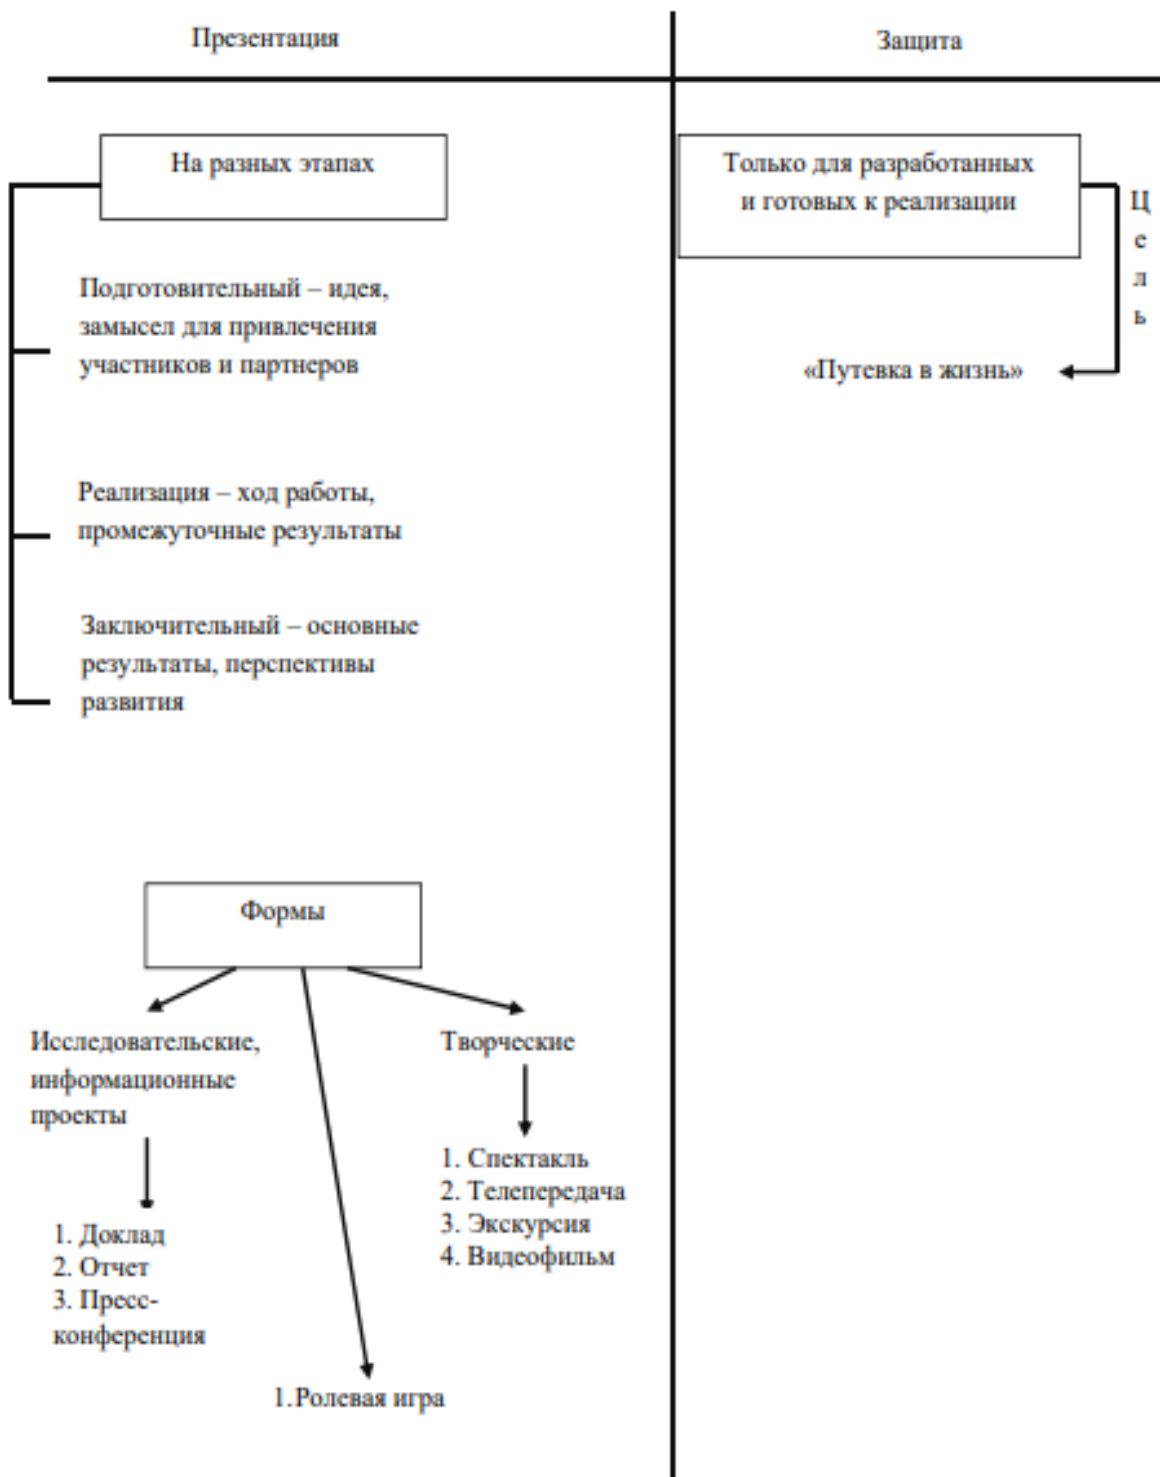 Презентация
Защита
На разных этапах
Только для разработанных
и готовых к реализации
Цель
Подготовительный – идея,
замысел для привлечения
участников и партнеров
«Путевка в жизнь»
Реализация – ход работы,
промежуточные результаты
Заключительный – основные
результаты, перспективы
развития
Формы
Исследовательские,
информационные
проекты
Творческие
1. Доклад
2. Отчет
3. Пресс-
конференция
1. Спектакль
2. Телепередача
3. Экскурсия
4. Видеофильм
1.Ролевая игра